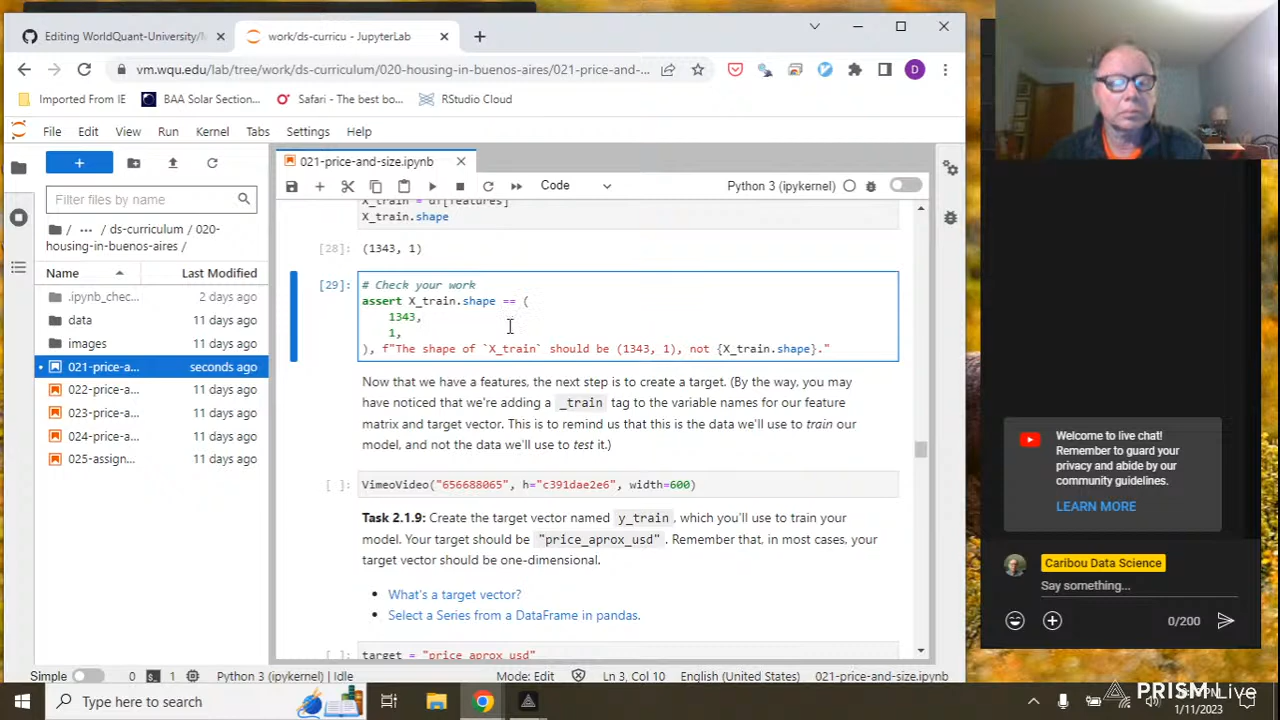 Editing WorldQuant-University/
work/ds-curricu - JupyterLab
vm.wqu.edu/lab/tree/work/ds-curriculum/020-housing-in-buenos-aires/021-price-and-...
D
Imported From IE
BAA Solar Section...
Safari - The best bo...
RStudio Cloud
File Edit View Run Kernel Tabs Settings Help
021-price-and-size.ipynb
Code
Python 3 (ipykernel)
Filter files by name
/ ... / ds-curriculum / 020-
housing-in-buenos-aires /
Name
Last Modified
.ipynb_chec... 2 days ago
data 11 days ago
images 11 days ago
021-price-a... seconds ago
022-price-a... 11 days ago
023-price-a... 11 days ago
024-price-a... 11 days ago
025-assign... 11 days ago
X_train = df[features]
X_train.shape
[28]: (1343, 1)
[29]: # Check your work
assert X_train.shape == (
1343,
1,
), f"The shape of `X_train` should be (1343, 1), not {X_train.shape}."
Now that we have a features, the next step is to create a target. (By the way, you may
have noticed that we're adding a _train tag to the variable names for our feature
matrix and target vector. This is to remind us that this is the data we'll use to train our
model, and not the data we'll use to test it.)
[ ]: VimeoVideo("656688065", h="c391dae2e6", width=600)
Task 2.1.9: Create the target vector named y_train, which you'll use to train your
model. Your target should be "price_aprox_usd". Remember that, in most cases, your
target vector should be one-dimensional.
What's a target vector?
Select a Series from a DataFrame in pandas.
[ ]: target = "price_aprox_usd"
Simple 0 1 Python 3 (ipykernel) | Idle
Mode: Edit
Ln 3, Col 10
English (United States)
021-price-and-size.ipynb
Type here to search
Welcome to live chat!
Remember to guard your
privacy and abide by our
community guidelines.
LEARN MORE
Caribou Data Science
Say something...
0/200
PRISM Live
1/11/2023